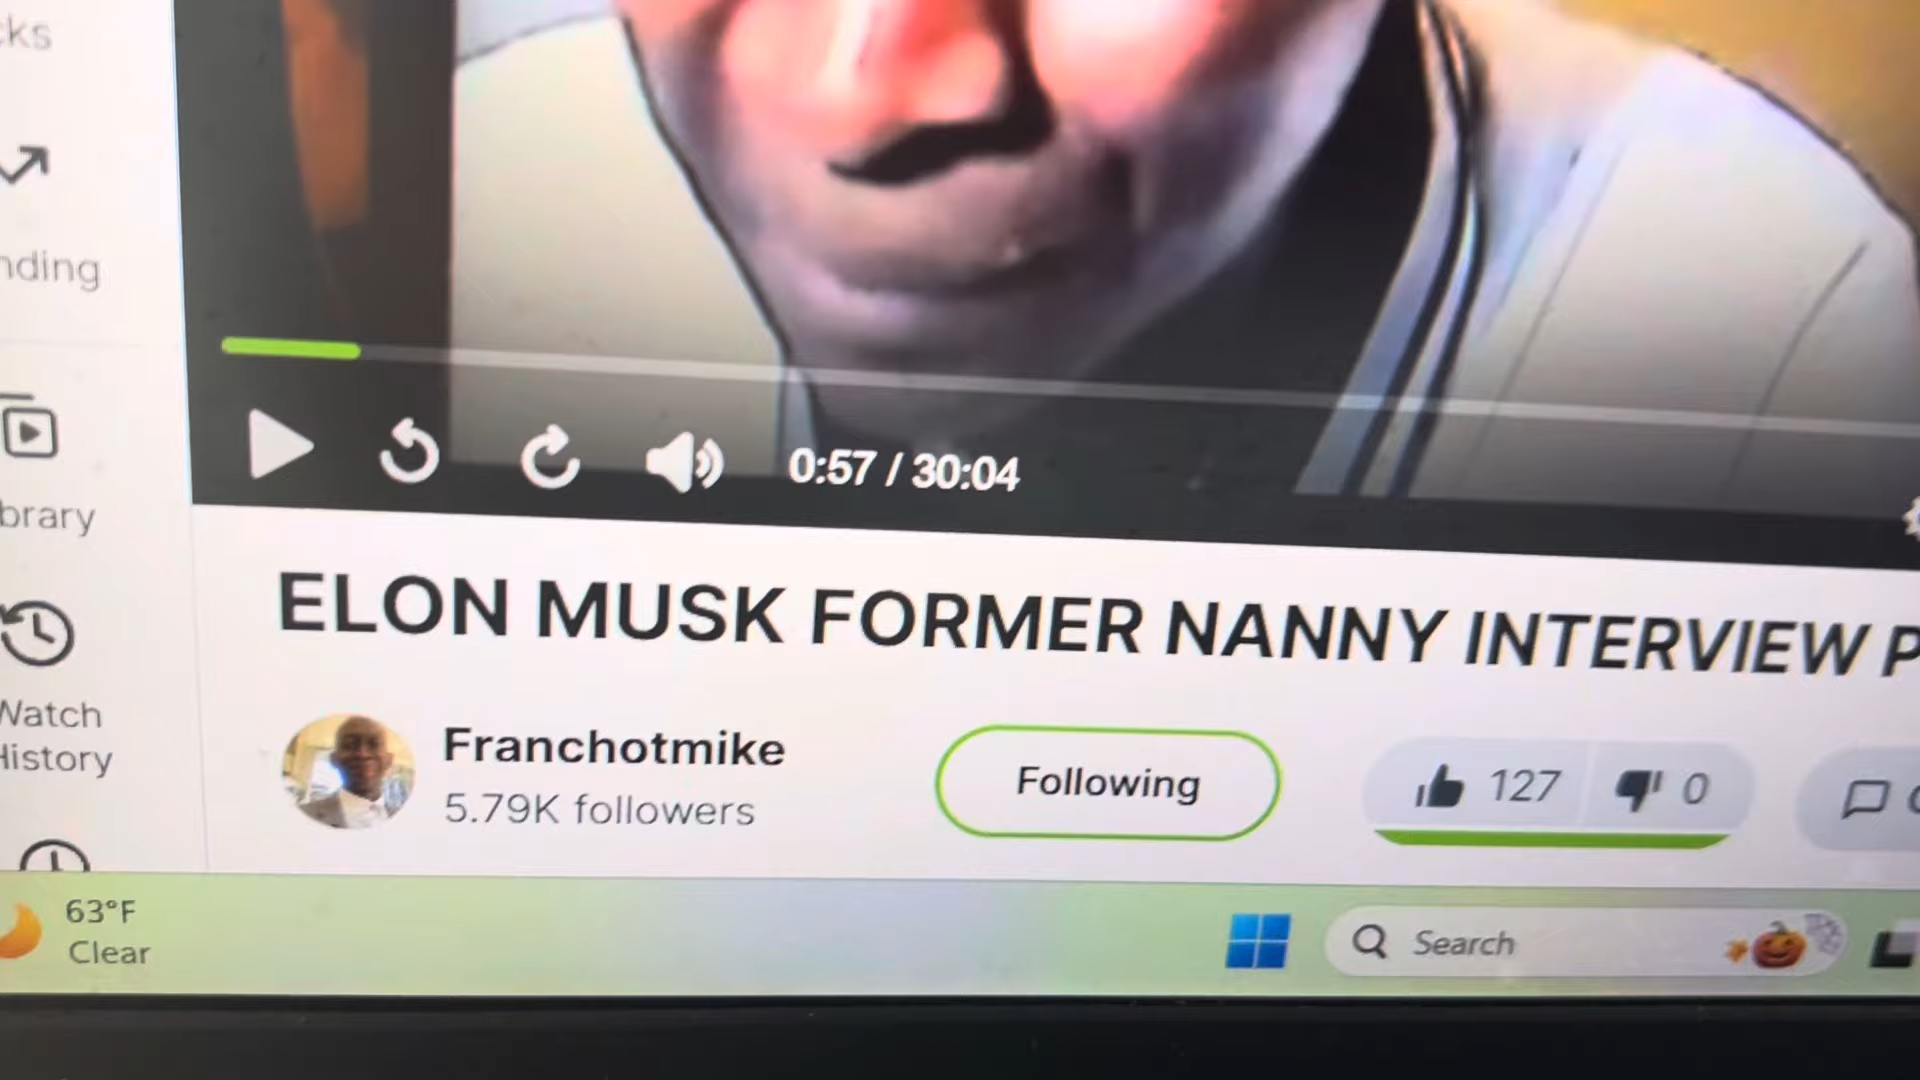 cks
nding
brary
Watch
History
0:57 / 30:04
ELON MUSK FORMER NANNY INTERVIEW P
Franchotmike
5.79K followers
Following
127
0
63°F
Clear
Search